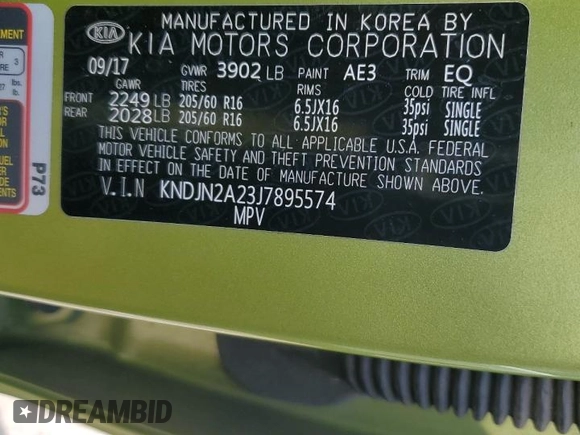 MANUFACTURED IN KOREA BY
KIA KIA MOTORS CORPORATION
09/17 GVWR 3902 LB PAINT AE3 TRIM EQ
GAWR TIRES RIMS COLD TIRE INFL
FRONT 2249 LB 205/60 R16 6.5JX16 35psi SINGLE
REAR 2028 LB 205/60 R16 6.5JX16 35psi SINGLE
THIS VEHICLE CONFORMS TO ALL APPLICABLE U.S.A. FEDERAL
MOTOR VEHICLE SAFETY AND THEFT PREVENTION STANDARDS
IN EFFECT ON THE DATE OF MANUFACTURE SHOWN ABOVE.
V.I.N KNDJN2A23J7895574
MPV
P73
DREAMBID